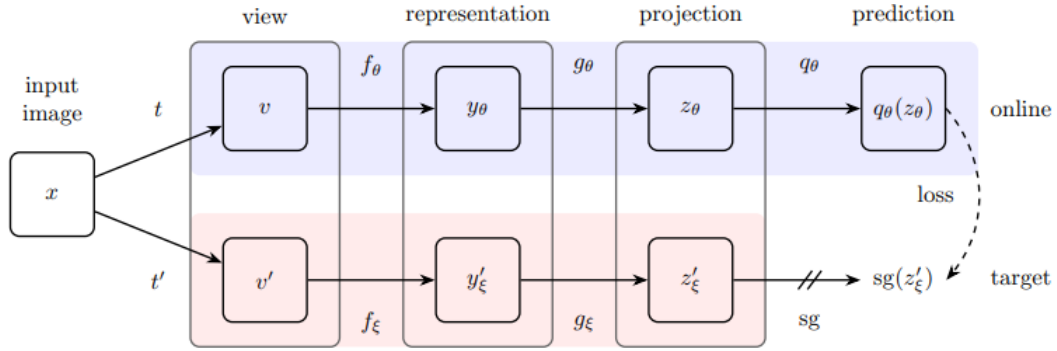 view representation projection prediction
input
image
t
f_θ
g_θ
q_θ
v
y_θ
z_θ
q_θ(z_θ)
online
x
loss
t′
v′
y′_ξ
z′_ξ
sg(z′_ξ)
target
f_ξ
g_ξ
sg